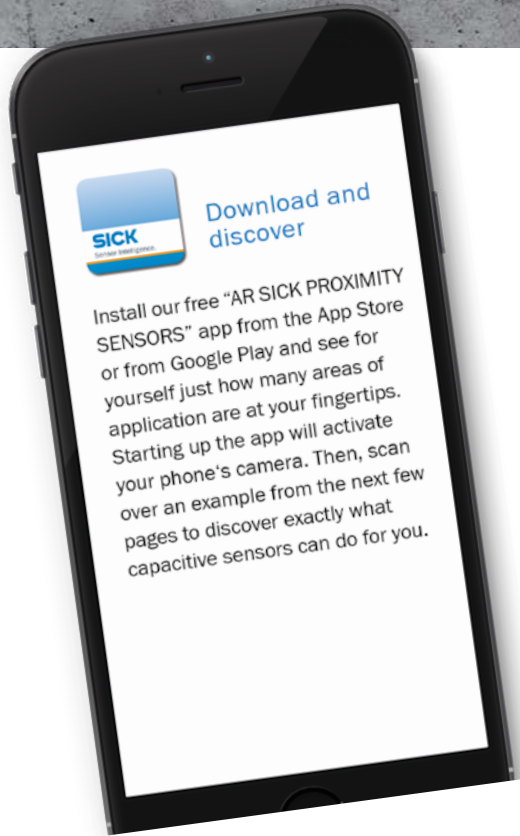 SICK
Sensor Intelligence.
Download and
discover
Install our free “AR SICK PROXIMITY
SENSORS” app from the App Store
or from Google Play and see for
yourself just how many areas of
application are at your fingertips.
Starting up the app will activate
your phone‘s camera. Then, scan
over an example from the next few
pages to discover exactly what
capacitive sensors can do for you.